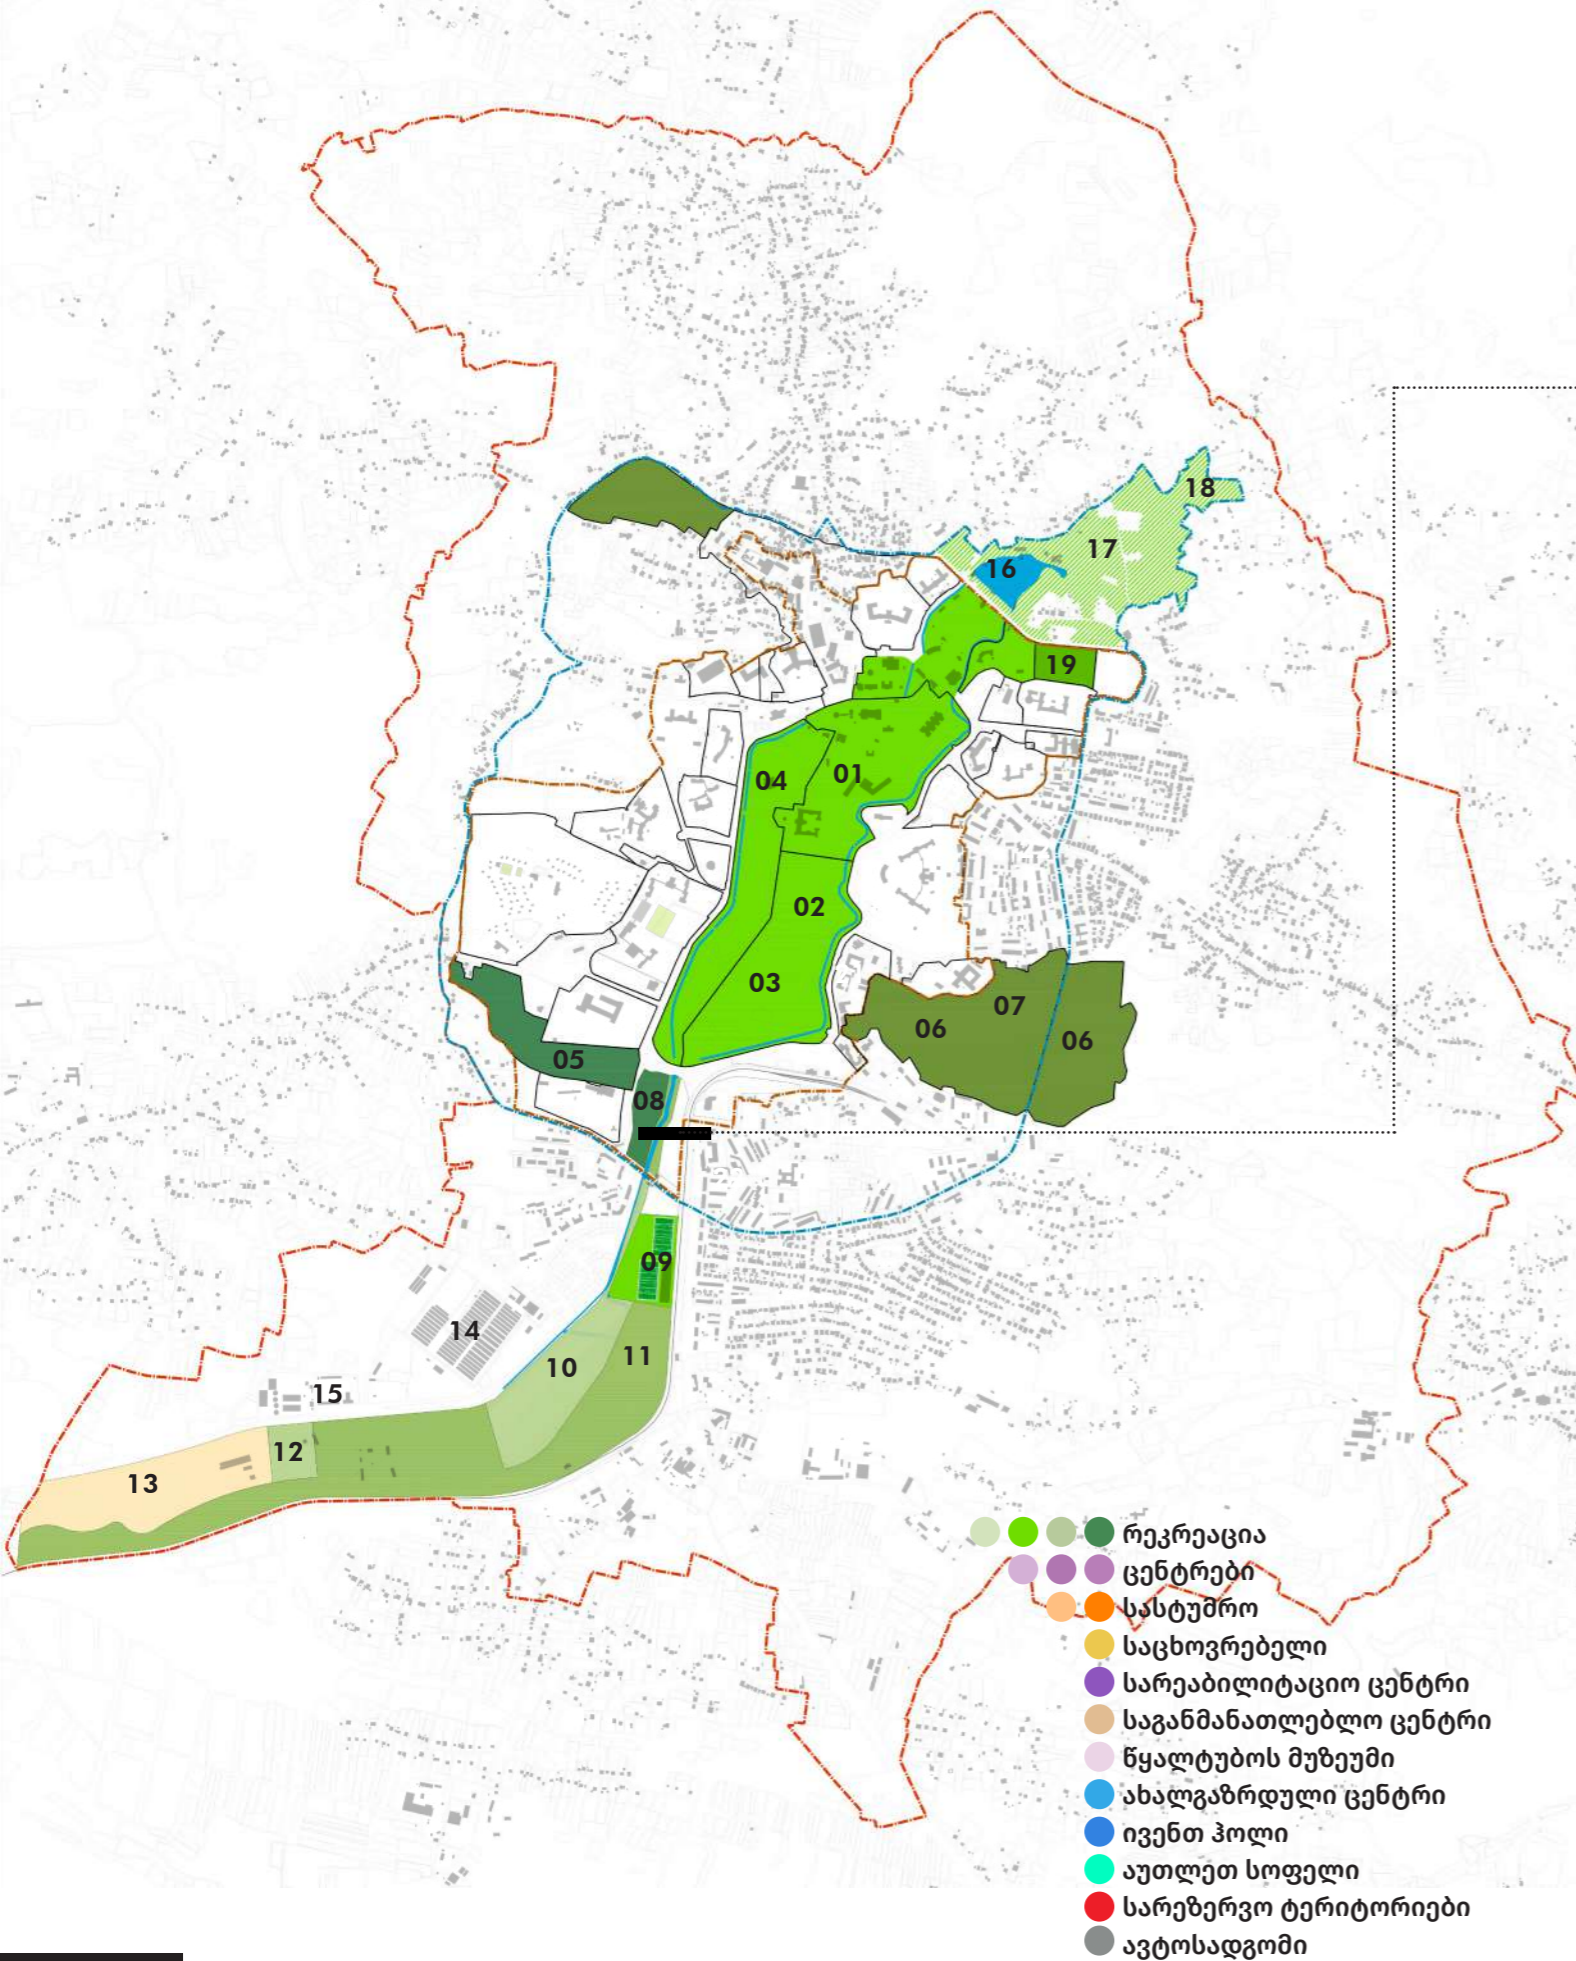 18
17
16
19
04
01
02
03
07
06
06
05
08
09
14
11
10
15
12
13
რეკრეაცია
ცენტრები
სასტუმრო
საცხოვრებელი
სარეაბილიტაციო ცენტრი
საგანმანათლებლო ცენტრი
წყალტუბოს მუზეუმი
ახალგაზრდული ცენტრი
ივენთ ჰოლი
აუთლეთ სოფელი
სარეზერვო ტერიტორიები
ავტოსადგომი